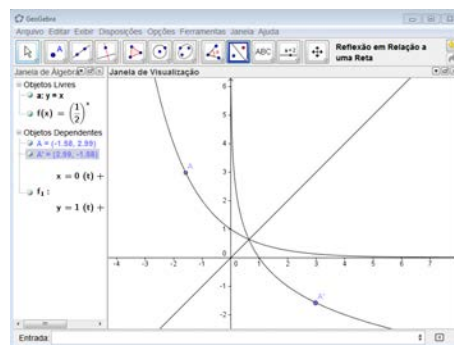 GeoGebra
Arquivo Editar Exibir Disposições Opções Ferramentas Janela Ajuda
A
ABC
a=2
Reflexão em Relação a
uma Reta
Janela de Álgebra
Janela de Visualização
Objetos Livres
a: y = x
f(x) = (1/2)^x
Objetos Dependentes
A = (-1.58, 2.99)
A' = (2.99, -1.58)
x = 0 (t) +
f₁ :
y = 1 (t) +
A
A'
6
5
4
3
2
1
0
-1
-2
-4 -3 -2 -1 0 1 2 3 4 5 6 7
Entrada: